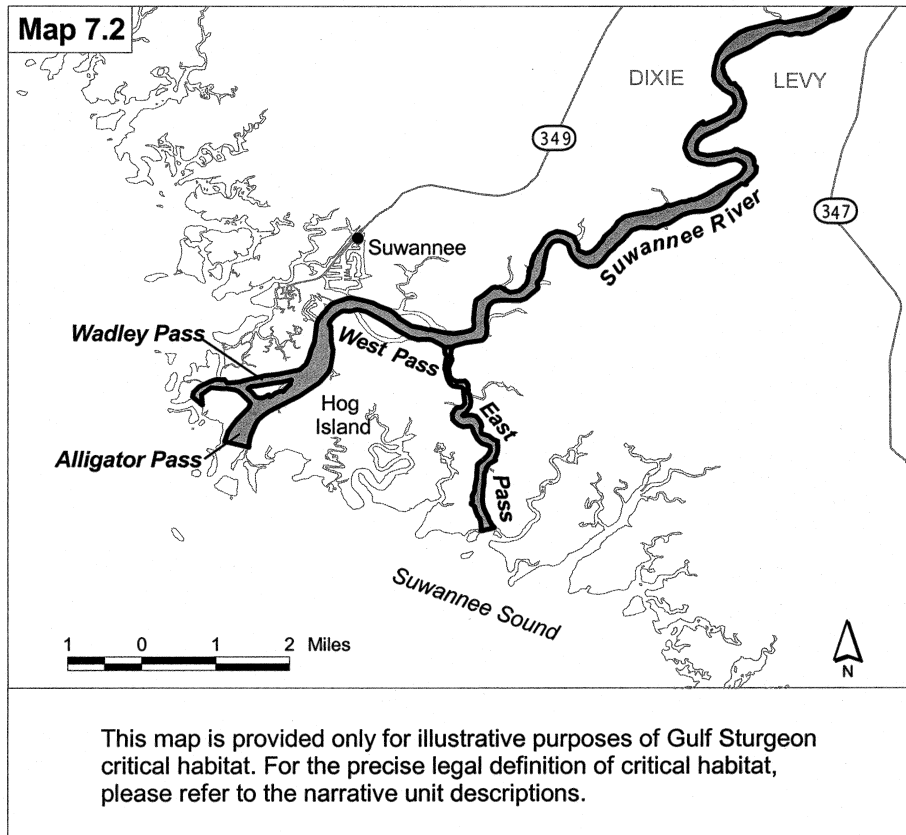 Map 7.2
DIXIE
LEVY
349
347
Suwannee
Suwannee River
Wadley Pass
West Pass
Hog
Island
East
Pass
Alligator Pass
Suwannee Sound
1 0 1 2 Miles
N
This map is provided only for illustrative purposes of Gulf Sturgeon
critical habitat. For the precise legal definition of critical habitat,
please refer to the narrative unit descriptions.